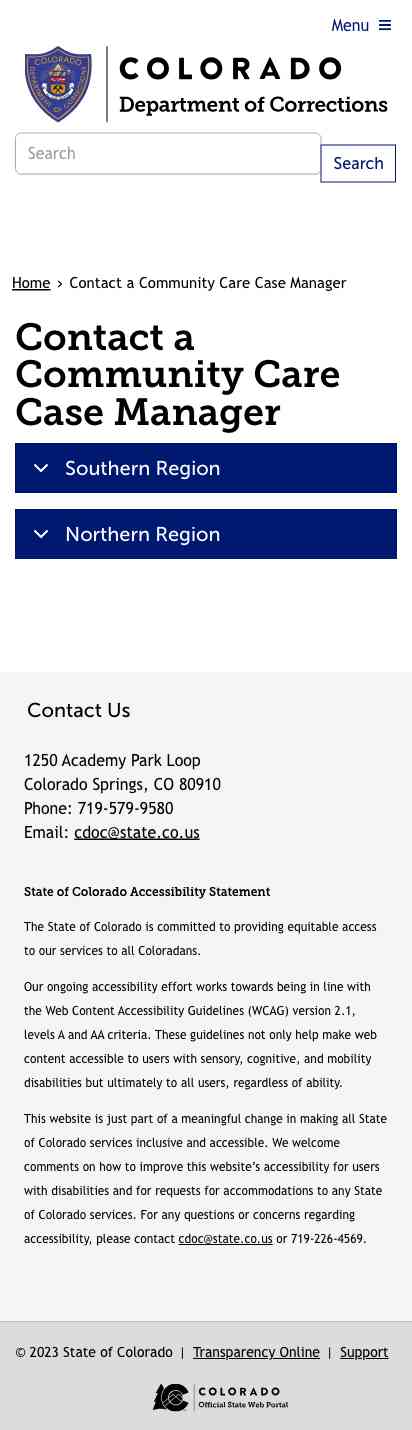 Menu
COLORADO
Department of Corrections
Search
Search
Home › Contact a Community Care Case Manager
Contact a
Community Care
Case Manager
Southern Region
Northern Region
Contact Us
1250 Academy Park Loop
Colorado Springs, CO 80910
Phone: 719-579-9580
Email: cdoc@state.co.us
State of Colorado Accessibility Statement
The State of Colorado is committed to providing equitable access
to our services to all Coloradans.
Our ongoing accessibility effort works towards being in line with
the Web Content Accessibility Guidelines (WCAG) version 2.1,
levels A and AA criteria. These guidelines not only help make web
content accessible to users with sensory, cognitive, and mobility
disabilities but ultimately to all users, regardless of ability.
This website is just part of a meaningful change in making all State
of Colorado services inclusive and accessible. We welcome
comments on how to improve this website’s accessibility for users
with disabilities and for requests for accommodations to any State
of Colorado services. For any questions or concerns regarding
accessibility, please contact cdoc@state.co.us or 719-226-4569.
© 2023 State of Colorado | Transparency Online | Support
COLORADO
Official State Web Portal